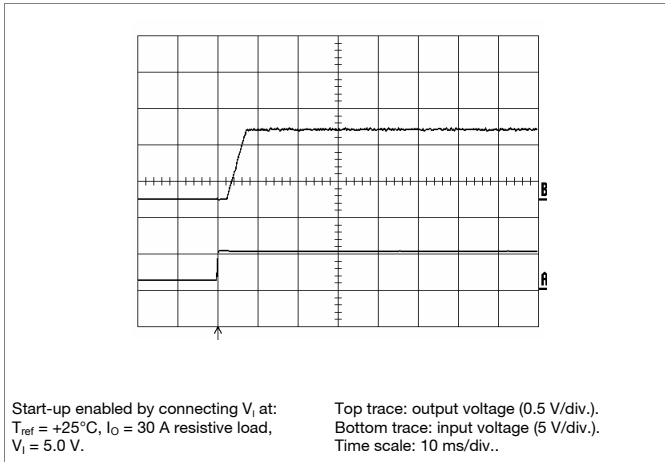 B
A
Start-up enabled by connecting VI at:
Tref = +25°C, IO = 30 A resistive load,
VI = 5.0 V.
Top trace: output voltage (0.5 V/div.).
Bottom trace: input voltage (5 V/div.).
Time scale: 10 ms/div..